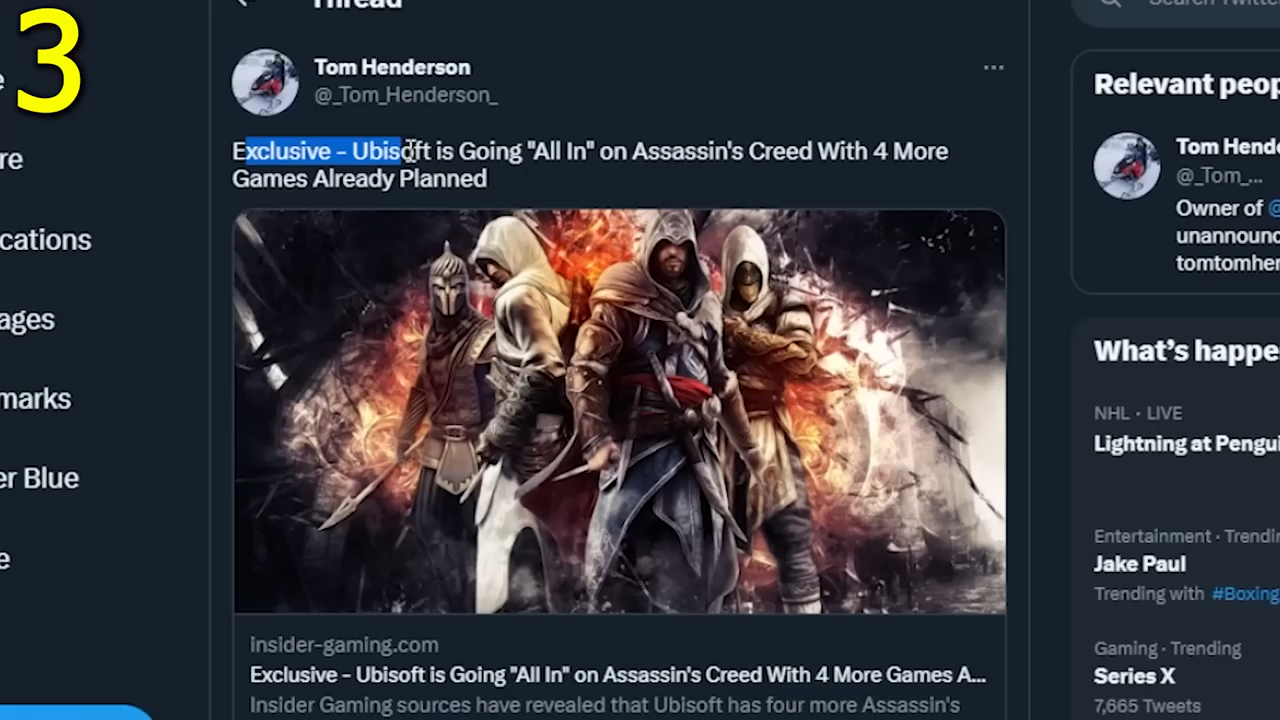 Thread
Search Twitter
3
Tom Henderson
@_Tom_Henderson_
Exclusive - Ubisoft is Going "All In" on Assassin's Creed With 4 More
Games Already Planned
insider-gaming.com
Exclusive - Ubisoft is Going "All In" on Assassin's Creed With 4 More Games A...
Insider Gaming sources have revealed that Ubisoft has four more Assassin's
e
re
cations
ages
marks
er Blue
e
Relevant peop
Tom Hende
@_Tom_...
Owner of @
unannounc
tomtomher
What's happe
NHL · LIVE
Lightning at Pengui
Entertainment · Trendin
Jake Paul
Trending with #Boxing
Gaming · Trending
Series X
7,665 Tweets